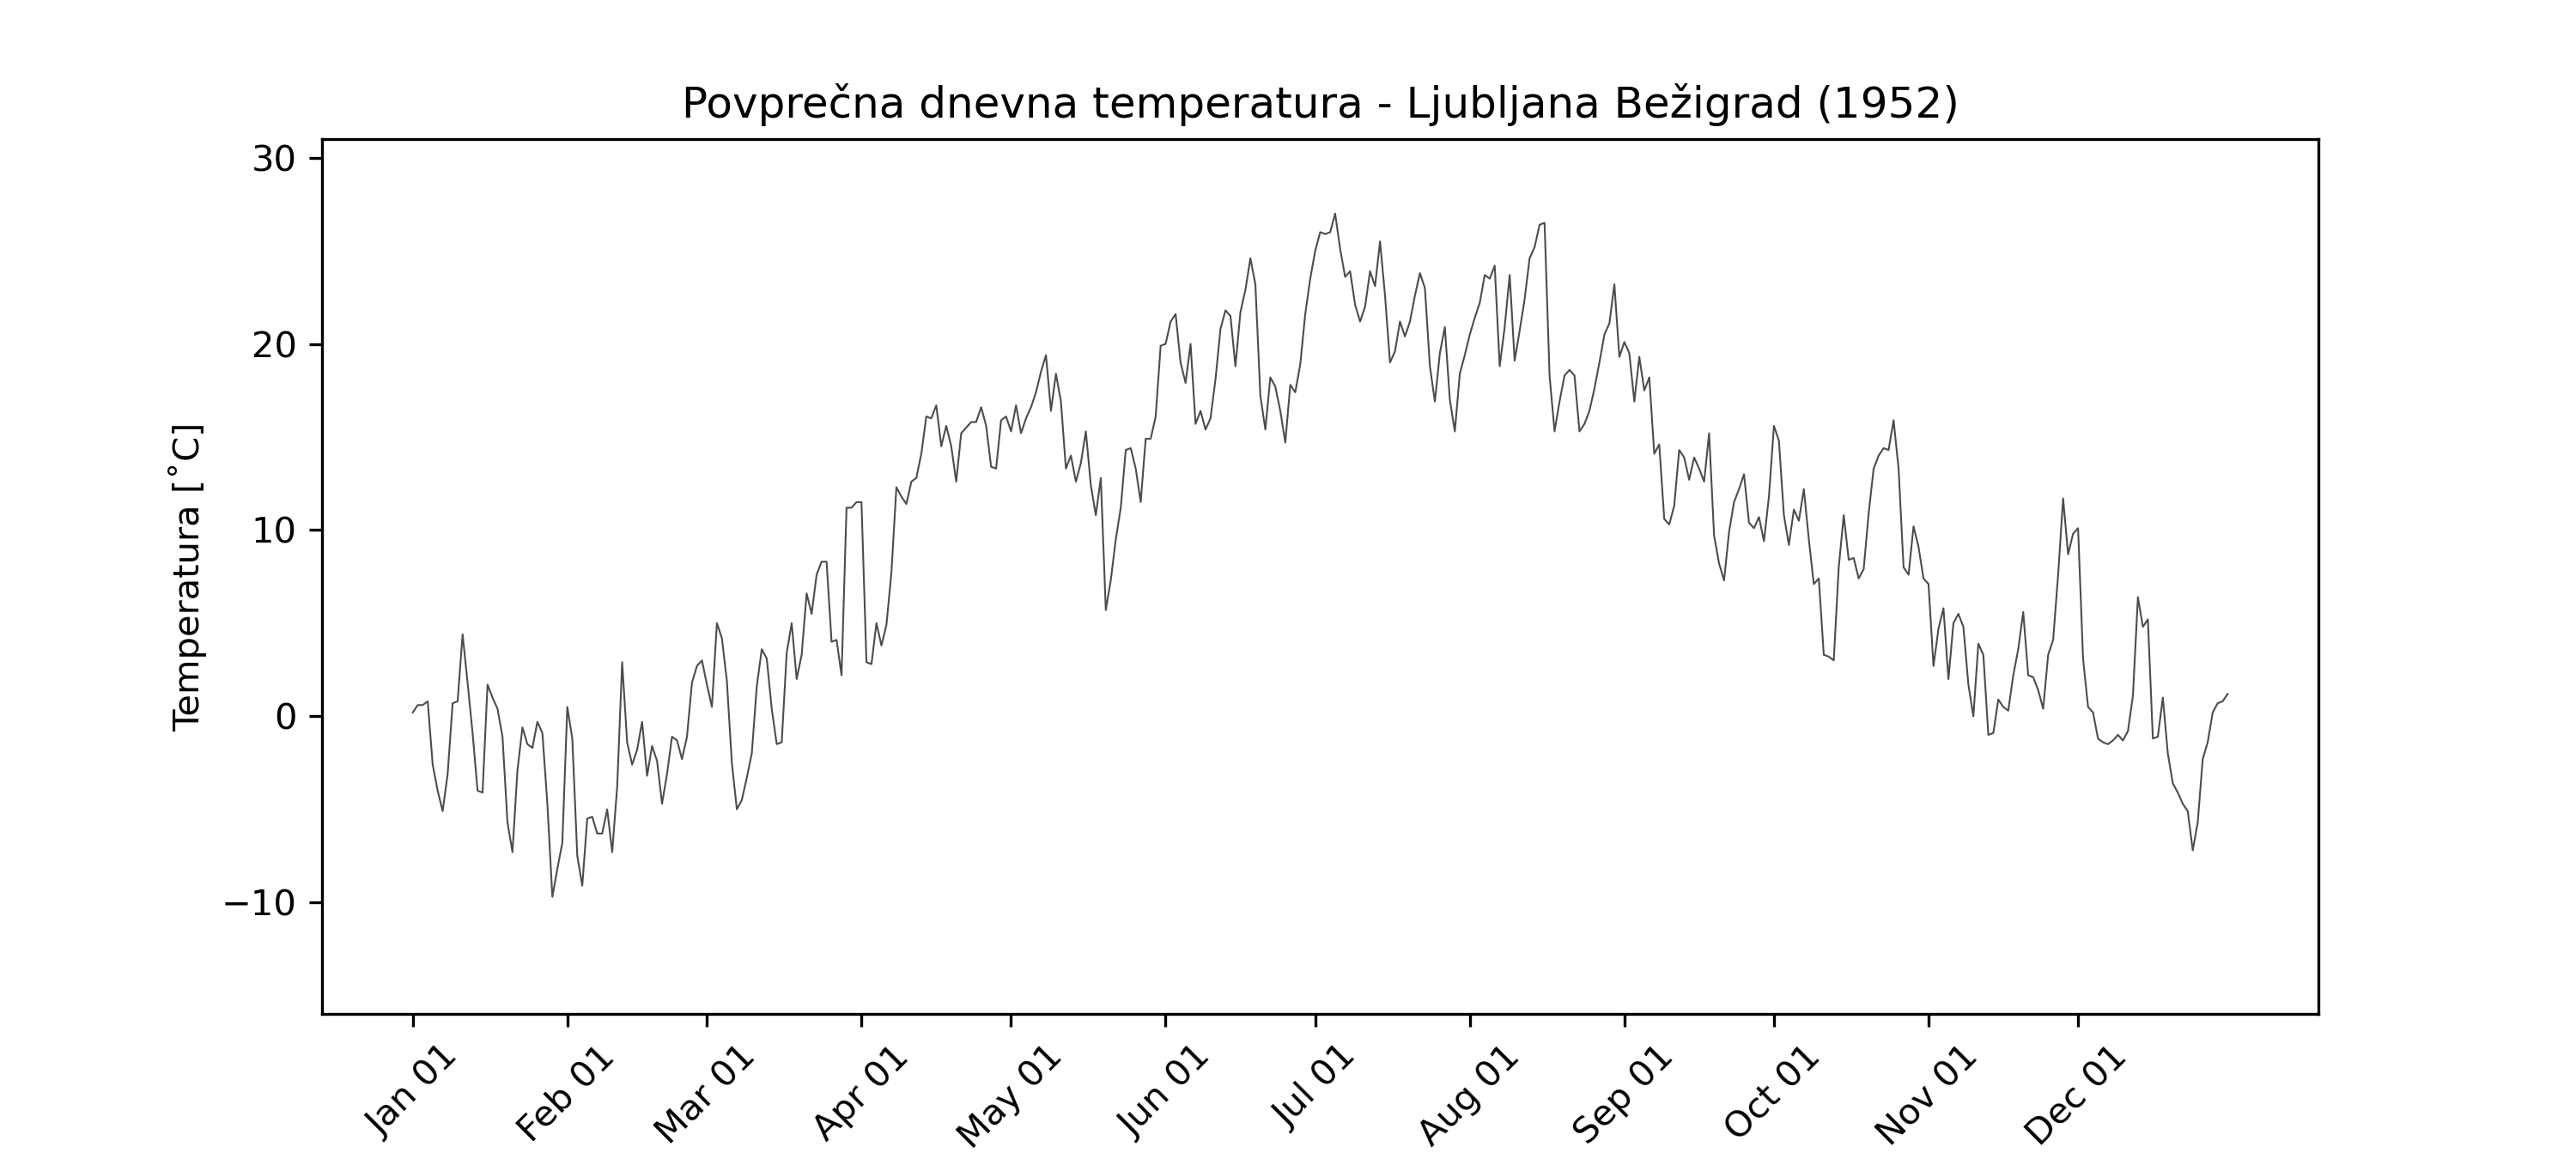 Povprečna dnevna temperatura - Ljubljana Bežigrad (1952)
Temperatura [˚C]
30
20
10
0
−10
Jan 01
Feb 01
Mar 01
Apr 01
May 01
Jun 01
Jul 01
Aug 01
Sep 01
Oct 01
Nov 01
Dec 01